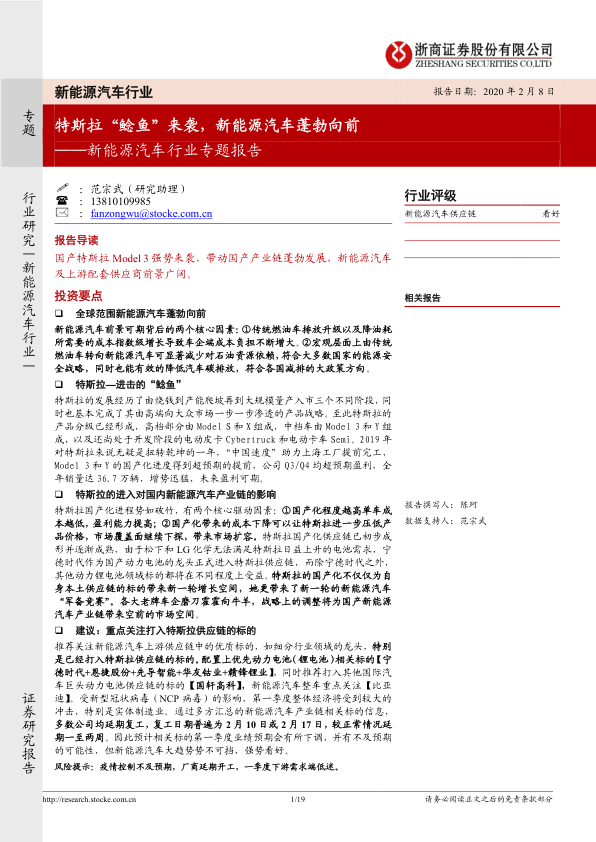 浙商证券股份有限公司
ZHESHANG SECURITIES CO.LTD
新能源汽车行业
报告日期：2020 年 2 月 8 日
专题
特斯拉“鲶鱼”来袭，新能源汽车蓬勃向前
——新能源汽车行业专题报告
行业研究—新能源汽车行业—
：范宗武（研究助理）
：13810109985
：fanzongwu@stocke.com.cn
行业评级
新能源汽车供应链 看好
报告导读
国产特斯拉 Model 3 强势来袭，带动国产产业链蓬勃发展，新能源汽车
及上游配套供应商前景广阔。
相关报告
投资要点
❑ 全球范围新能源汽车蓬勃向前
新能源汽车前景可期背后的两个核心因素：①传统燃油车排放升级以及降油耗
所需要的成本指数级增长导致车企端成本负担不断增大。②宏观层面上由传统
燃油车转向新能源汽车可显著减少对石油资源依赖，符合大多数国家的能源安
全战略，同时也能有效的降低汽车碳排放，符合各国减排的大政策方向。
❑ 特斯拉—进击的“鲶鱼”
特斯拉的发展经历了由烧钱到产能爬坡再到大规模量产入市三个不同阶段，同
时也基本完成了其由高端向大众市场一步一步渗透的产品战略。至此特斯拉的
产品分级已经形成，高档部分由 Model S 和 X 组成，中档车由 Model 3 和 Y 组
成，以及还尚处于开发阶段的电动皮卡 Cybertruck 和电动卡车 Semi。2019 年
对特斯拉来说无疑是扭转乾坤的一年，“中国速度”助力上海工厂提前完工，
Model 3 和 Y 的国产化进度得到超预期的提前，公司 Q3/Q4 均超预期盈利，全
年销量达 36.7 万辆，增势迅猛，未来盈利可期。
❑ 特斯拉的进入对国内新能源汽车产业链的影响
特斯拉国产化进程势如破竹，有两个核心驱动因素：①国产化程度越高单车成
本越低，盈利能力提高；②国产化带来的成本下降可以让特斯拉进一步压低产
品价格，市场覆盖面继续下探，带来市场扩容。特斯拉国产化供应链已初步成
形并逐渐成熟，由于松下和 LG 化学无法满足特斯拉日益上升的电池需求，宁
德时代作为国产动力电池的龙头正式进入特斯拉供应链，而除宁德时代之外，
其他动力锂电池领域标的都将在不同程度上受益。特斯拉的国产化不仅仅为自
身本土供应链的标的带来新一轮增长空间，她更带来了新一轮的新能源汽车
“军备竞赛”。各大老牌车企磨刀霍霍向牛羊，战略上的调整将为国产新能源
汽车产业链带来空前的市场空间。
❑ 建议：重点关注打入特斯拉供应链的标的
推荐关注新能源汽车上游供应链中的优质标的，如细分行业领域的龙头，特别
是已经打入特斯拉供应链的标的。配置上优先动力电池（锂电池）相关标的【宁
德时代+恩捷股份+先导智能+华友钴业+赣锋锂业】，同时推荐打入其他国际汽
车巨头动力电池供应链的标的【国轩高科】，新能源汽车整车重点关注【比亚
迪】。受新型冠状病毒（NCP 病毒）的影响，第一季度整体经济将受到较大的
冲击，特别是实体制造业。通过多方汇总的新能源汽车产业链相关标的信息，
多数公司均延期复工，复工日期普遍为 2 月 10 日或 2 月 17 日，较正常情况延
期一至两周。因此预计相关标的第一季度业绩预期会有所下调，并有不及预期
的可能性，但新能源汽车大趋势势不可挡，强势看好。
风险提示：疫情控制不及预期，厂商延期开工，一季度下游需求端低迷。
报告撰写人：陈珂
数据支持人：范宗武
证券研究报告
http://research.stocke.com.cn
1/19
请务必阅读正文之后的免责条款部分